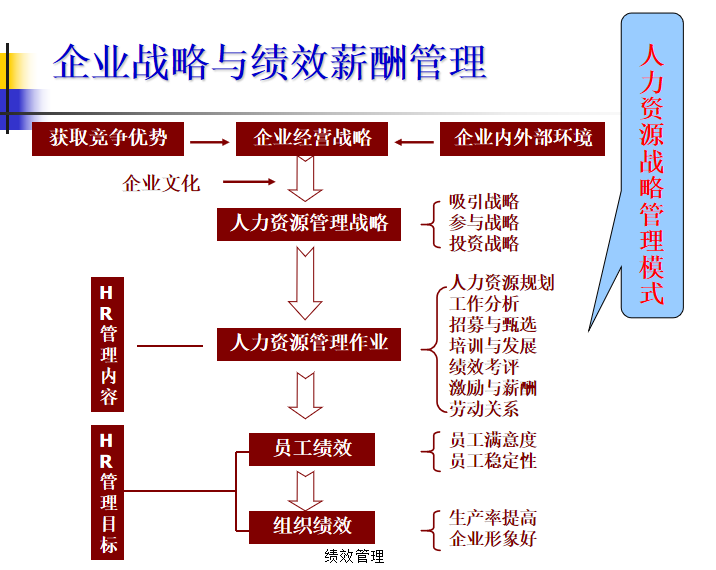 企业战略与绩效薪酬管理
人力资源战略管理模式
获取竞争优势
企业经营战略
企业内外部环境
企业文化
人力资源管理战略
吸引战略
参与战略
投资战略
HR管理内容
人力资源管理作业
人力资源规划
工作分析
招募与甄选
培训与发展
绩效考评
激励与薪酬
劳动关系
HR管理目标
员工绩效
员工满意度
员工稳定性
组织绩效
生产率提高
企业形象好
绩效管理